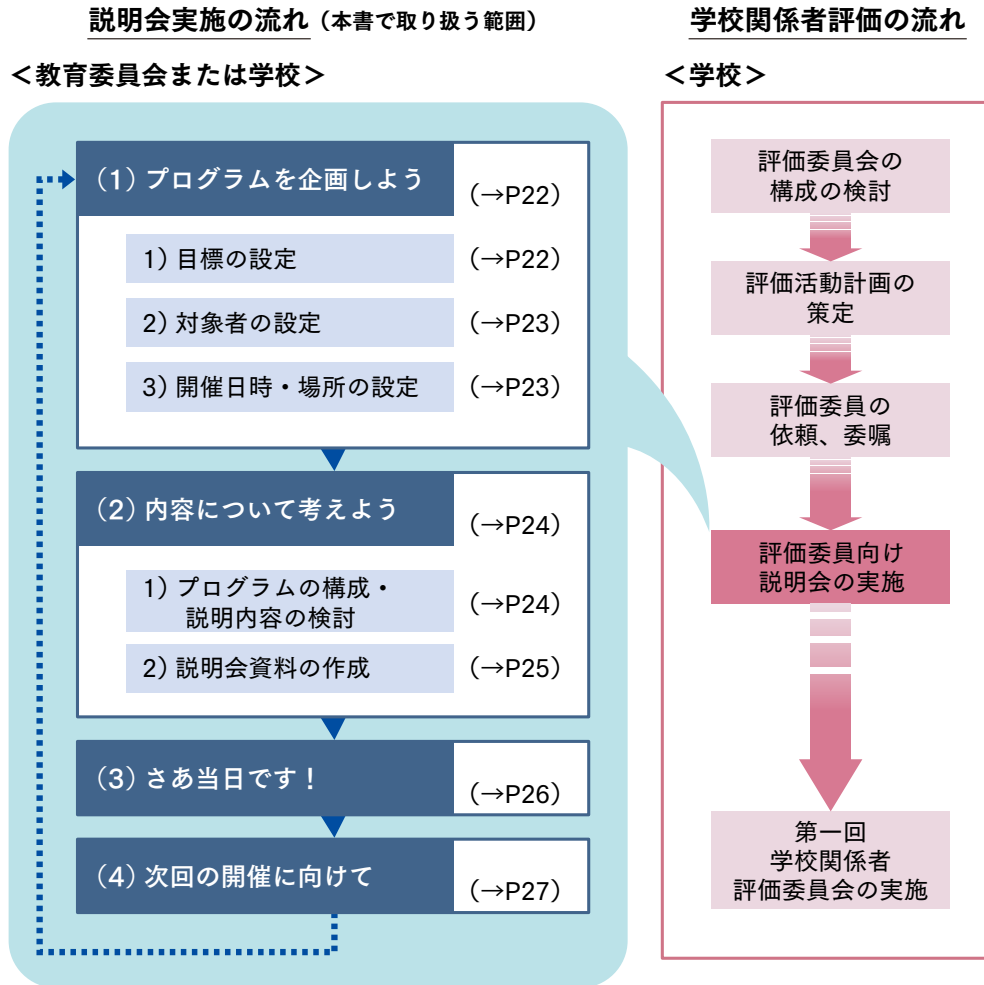 説明会実施の流れ（本書で取り扱う範囲）
＜教育委員会または学校＞
（1）プログラムを企画しよう
（→P22）
1）目標の設定
（→P22）
2）対象者の設定
（→P23）
3）開催日時・場所の設定
（→P23）
（2）内容について考えよう
（→P24）
1）プログラムの構成・
説明内容の検討
（→P24）
2）説明会資料の作成
（→P25）
（3）さあ当日です！
（→P26）
（4）次回の開催に向けて
（→P27）
学校関係者評価の流れ
＜学校＞
評価委員会の
構成の検討
評価活動計画の
策定
評価委員の
依頼、委嘱
評価委員向け
説明会の実施
第一回
学校関係者
評価委員会の実施